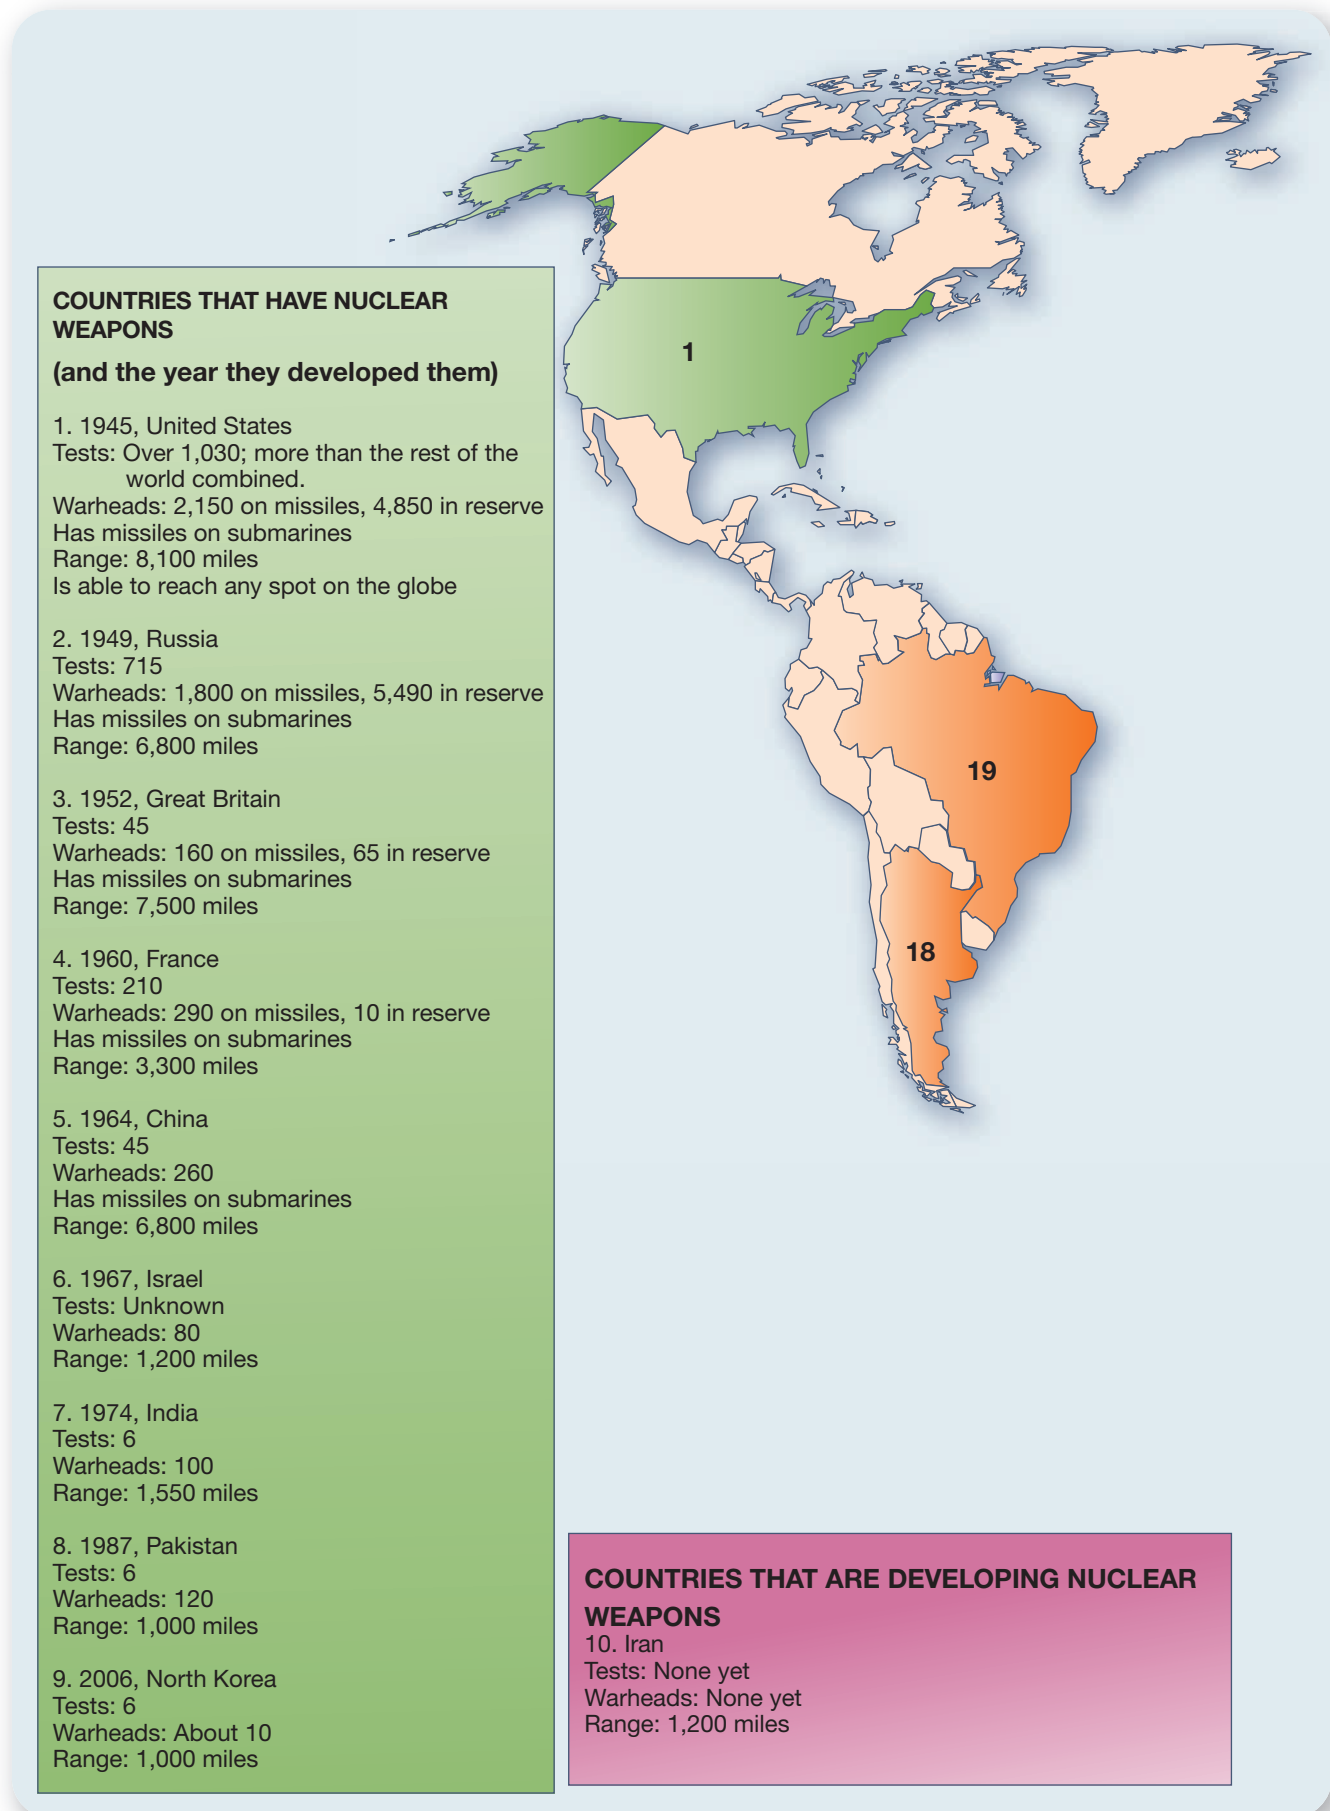 COUNTRIES THAT HAVE NUCLEAR
WEAPONS
(and the year they developed them)
1. 1945, United States
Tests: Over 1,030; more than the rest of the
world combined.
Warheads: 2,150 on missiles, 4,850 in reserve
Has missiles on submarines
Range: 8,100 miles
Is able to reach any spot on the globe
2. 1949, Russia
Tests: 715
Warheads: 1,800 on missiles, 5,490 in reserve
Has missiles on submarines
Range: 6,800 miles
3. 1952, Great Britain
Tests: 45
Warheads: 160 on missiles, 65 in reserve
Has missiles on submarines
Range: 7,500 miles
4. 1960, France
Tests: 210
Warheads: 290 on missiles, 10 in reserve
Has missiles on submarines
Range: 3,300 miles
5. 1964, China
Tests: 45
Warheads: 260
Has missiles on submarines
Range: 6,800 miles
6. 1967, Israel
Tests: Unknown
Warheads: 80
Range: 1,200 miles
7. 1974, India
Tests: 6
Warheads: 100
Range: 1,550 miles
8. 1987, Pakistan
Tests: 6
Warheads: 120
Range: 1,000 miles
9. 2006, North Korea
Tests: 6
Warheads: About 10
Range: 1,000 miles
1
19
18
COUNTRIES THAT ARE DEVELOPING NUCLEAR
WEAPONS
10. Iran
Tests: None yet
Warheads: None yet
Range: 1,200 miles